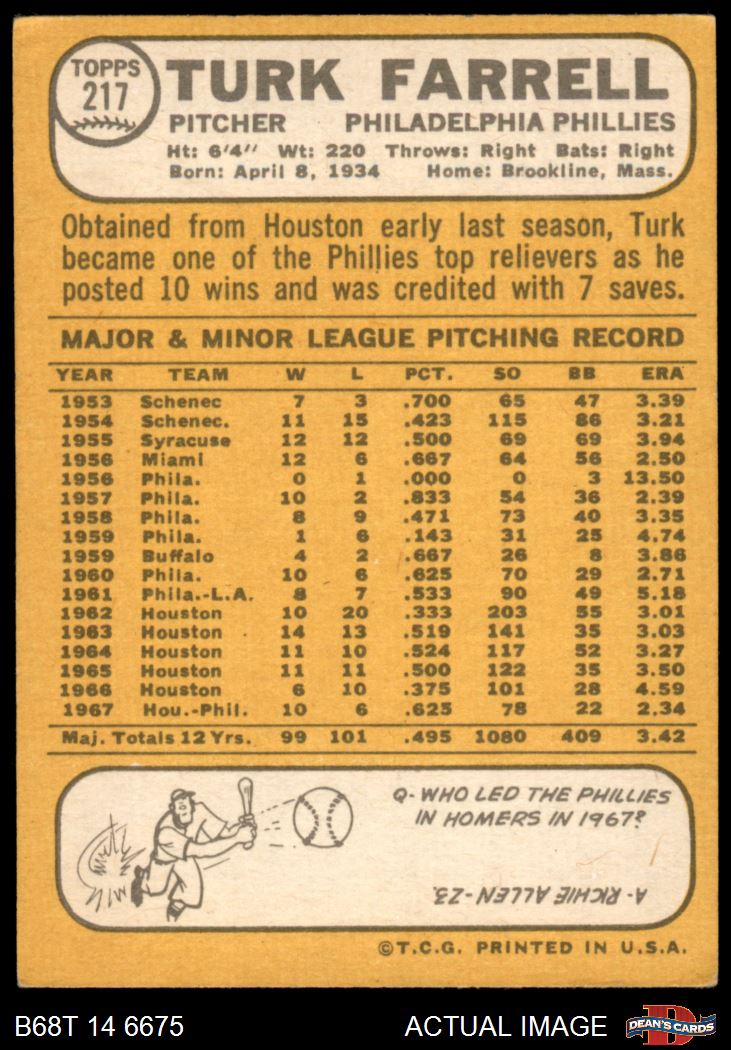 TOPPS
217
TURK FARRELL
PITCHER PHILADELPHIA PHILLIES
Ht: 6'4" Wt: 220 Throws: Right Bats: Right
Born: April 8, 1934 Home: Brookline, Mass.
Obtained from Houston early last season, Turk
became one of the Phillies top relievers as he
posted 10 wins and was credited with 7 saves.
MAJOR & MINOR LEAGUE PITCHING RECORD
YEAR TEAM W L PCT. SO BB ERA
1953 Schenec 7 3 .700 65 47 3.39
1954 Schenec. 11 15 .423 115 86 3.21
1955 Syracuse 12 12 .500 69 69 3.94
1956 Miami 12 6 .667 64 56 2.50
1956 Phila. 0 1 .000 0 3 13.50
1957 Phila. 10 2 .833 54 36 2.39
1958 Phila. 8 9 .471 73 40 3.35
1959 Phila. 1 6 .143 31 25 4.74
1959 Buffalo 4 2 .667 26 8 3.86
1960 Phila. 10 6 .625 70 29 2.71
1961 Phila.-L.A. 8 7 .533 90 49 5.18
1962 Houston 10 20 .333 203 55 3.01
1963 Houston 14 13 .519 141 35 3.03
1964 Houston 11 10 .524 117 52 3.27
1965 Houston 11 11 .500 122 35 3.50
1966 Houston 6 10 .375 101 28 4.59
1967 Hou.-Phil. 10 6 .625 78 22 2.34
Maj. Totals 12 Yrs. 99 101 .495 1080 409 3.42
Q- WHO LED THE PHILLIES
IN HOMERS IN 1967?
A- RICHIE ALLEN-23.
©T.C.G. PRINTED IN U.S.A.
B68T 14 6675 ACTUAL IMAGE
D
DEAN'S CARDS